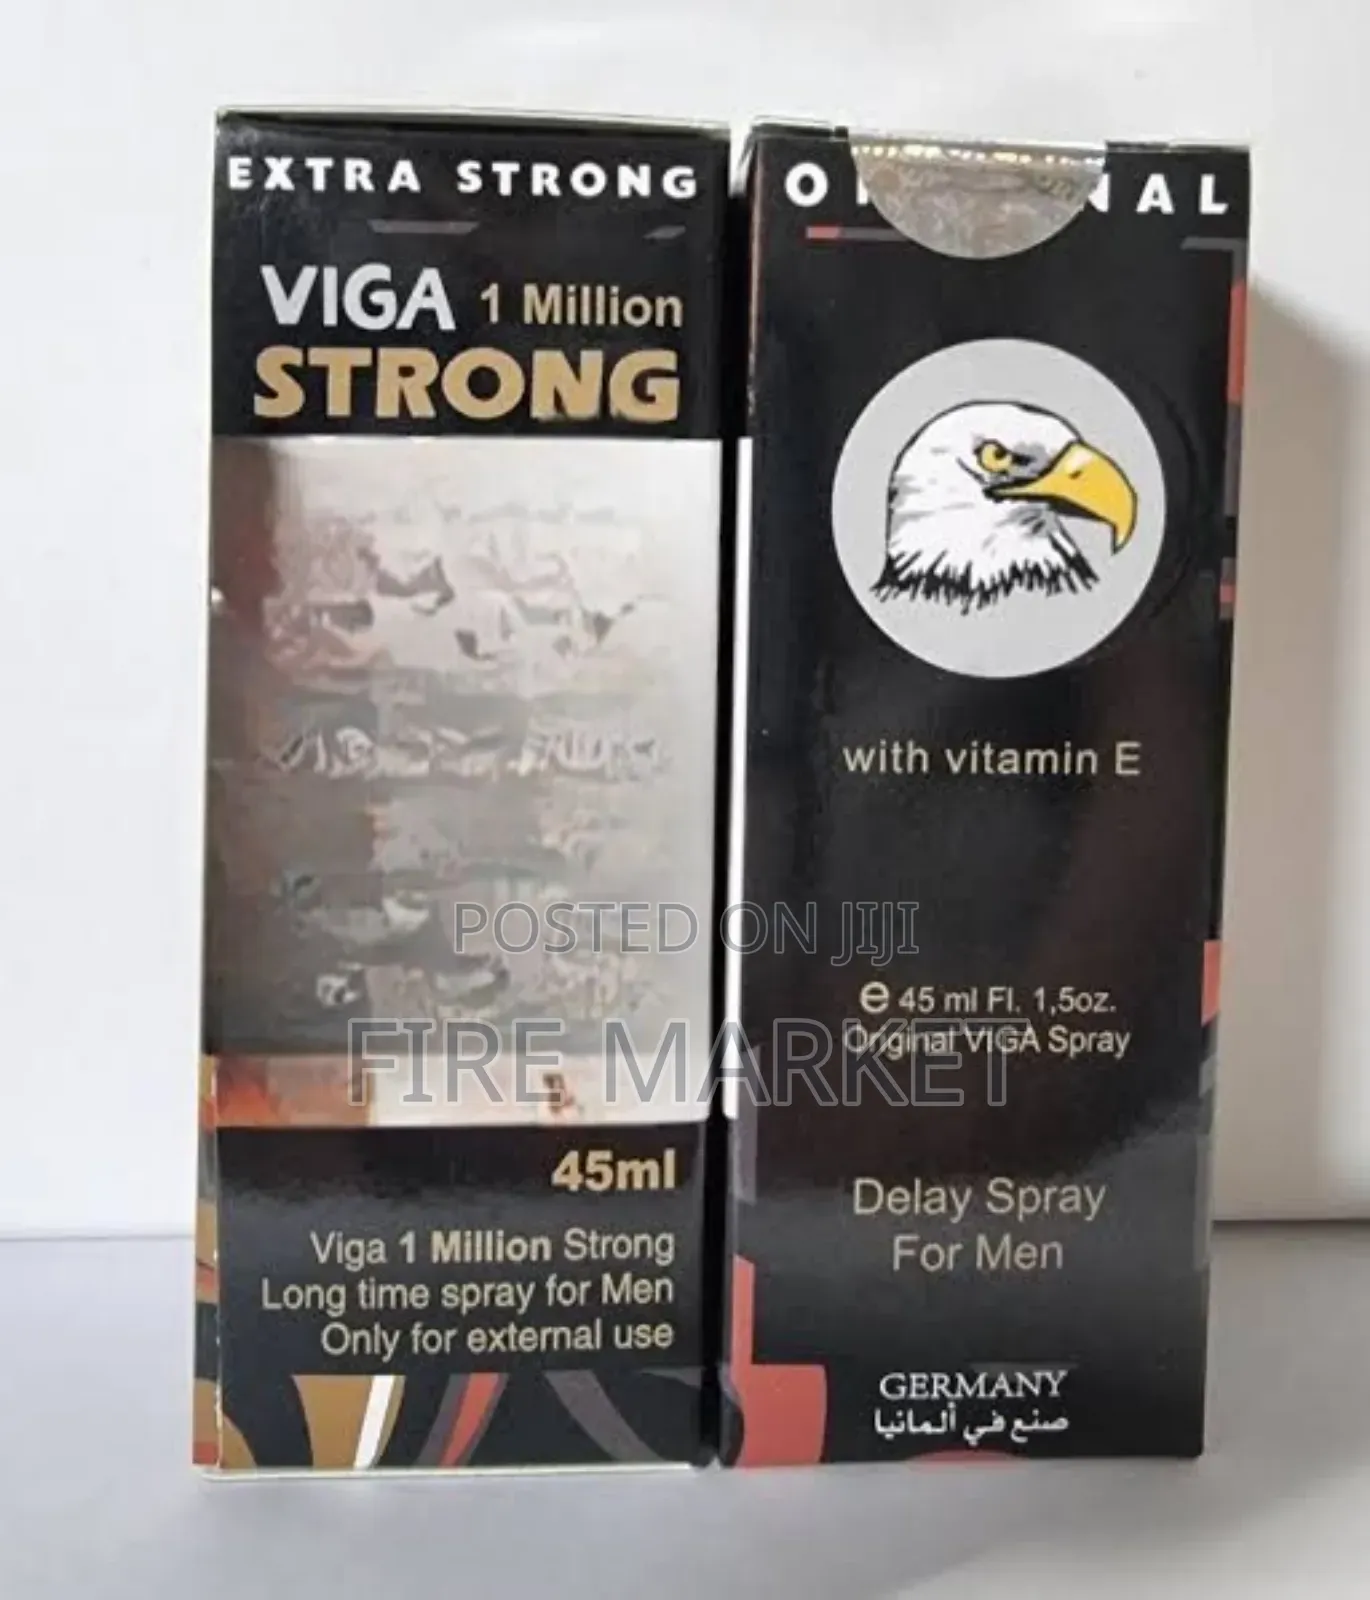 EXTRA STRONG
VIGA 1 Million
STRONG
45ml
Viga 1 Million Strong
Long time spray for Men
Only for external use
with vitamin E
e 45 ml Fl. 1,5oz.
Original VIGA Spray
Delay Spray
For Men
GERMANY
صنع في ألمانيا
POSTED ON JIJI
FIRE MARKET